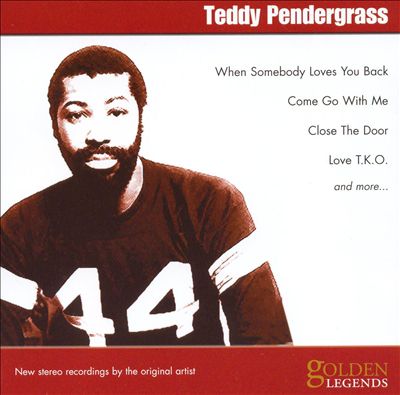 Teddy Pendergrass
When Somebody Loves You Back
Come Go With Me
Close The Door
Love T.K.O.
and more...
44
New stereo recordings by the original artist
gOLDEN
LEGENDS